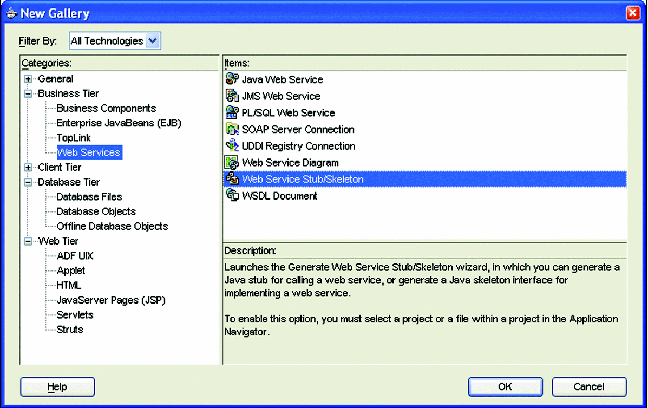 New Gallery
Filter By: All Technologies
Categories:
General
Business Tier
Business Components
Enterprise JavaBeans (EJB)
TopLink
Web Services
Client Tier
Database Tier
Database Files
Database Objects
Offline Database Objects
Web Tier
ADF UIX
Applet
HTML
JavaServer Pages (JSP)
Servlets
Struts
Items:
Java Web Service
JMS Web Service
PL/SQL Web Service
SOAP Server Connection
UDDI Registry Connection
Web Service Diagram
Web Service Stub/Skeleton
WSDL Document
Description:
Launches the Generate Web Service Stub/Skeleton wizard, in which you can generate a
Java stub for calling a web service, or generate a Java skeleton interface for
implementing a web service.
To enable this option, you must select a project or a file within a project in the Application
Navigator.
Help
OK
Cancel